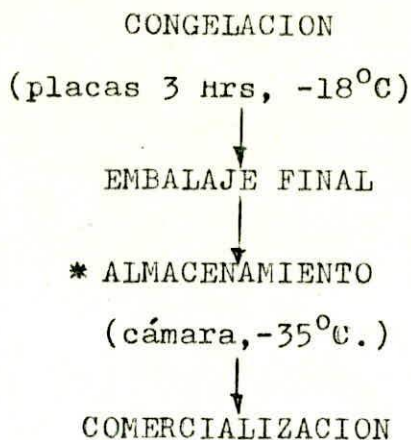 CONGELACION
(placas 3 Hrs, -18°C)
EMBALAJE FINAL
* ALMACENAMIENTO
(cámara,-35°C.)
COMERCIALIZACION